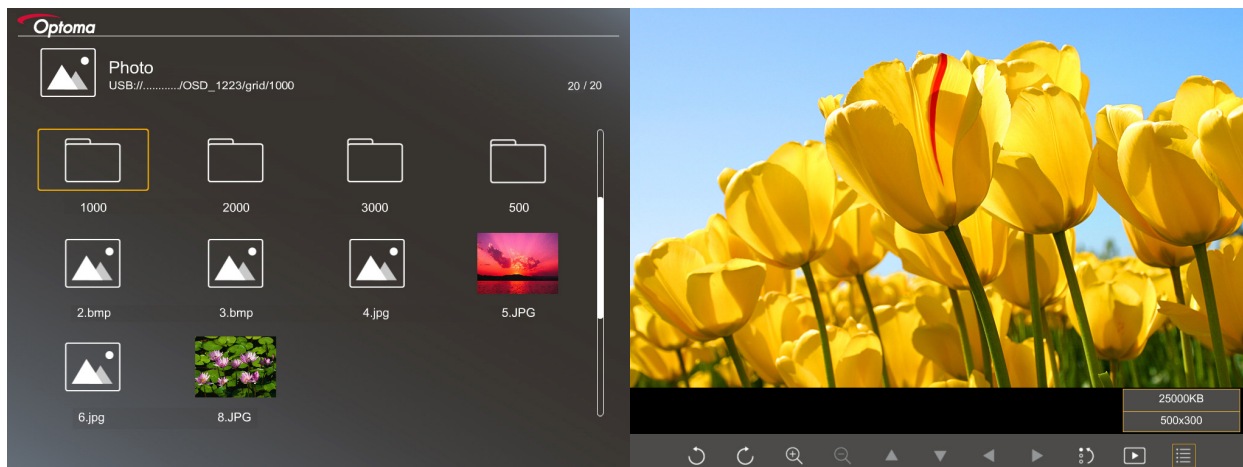 Optoma
Photo
USB://.........../OSD_1223/grid/1000
20 / 20
1000 2000 3000 500
2.bmp 3.bmp 4.jpg 5.JPG
6.jpg 8.JPG
25000KB
500x300